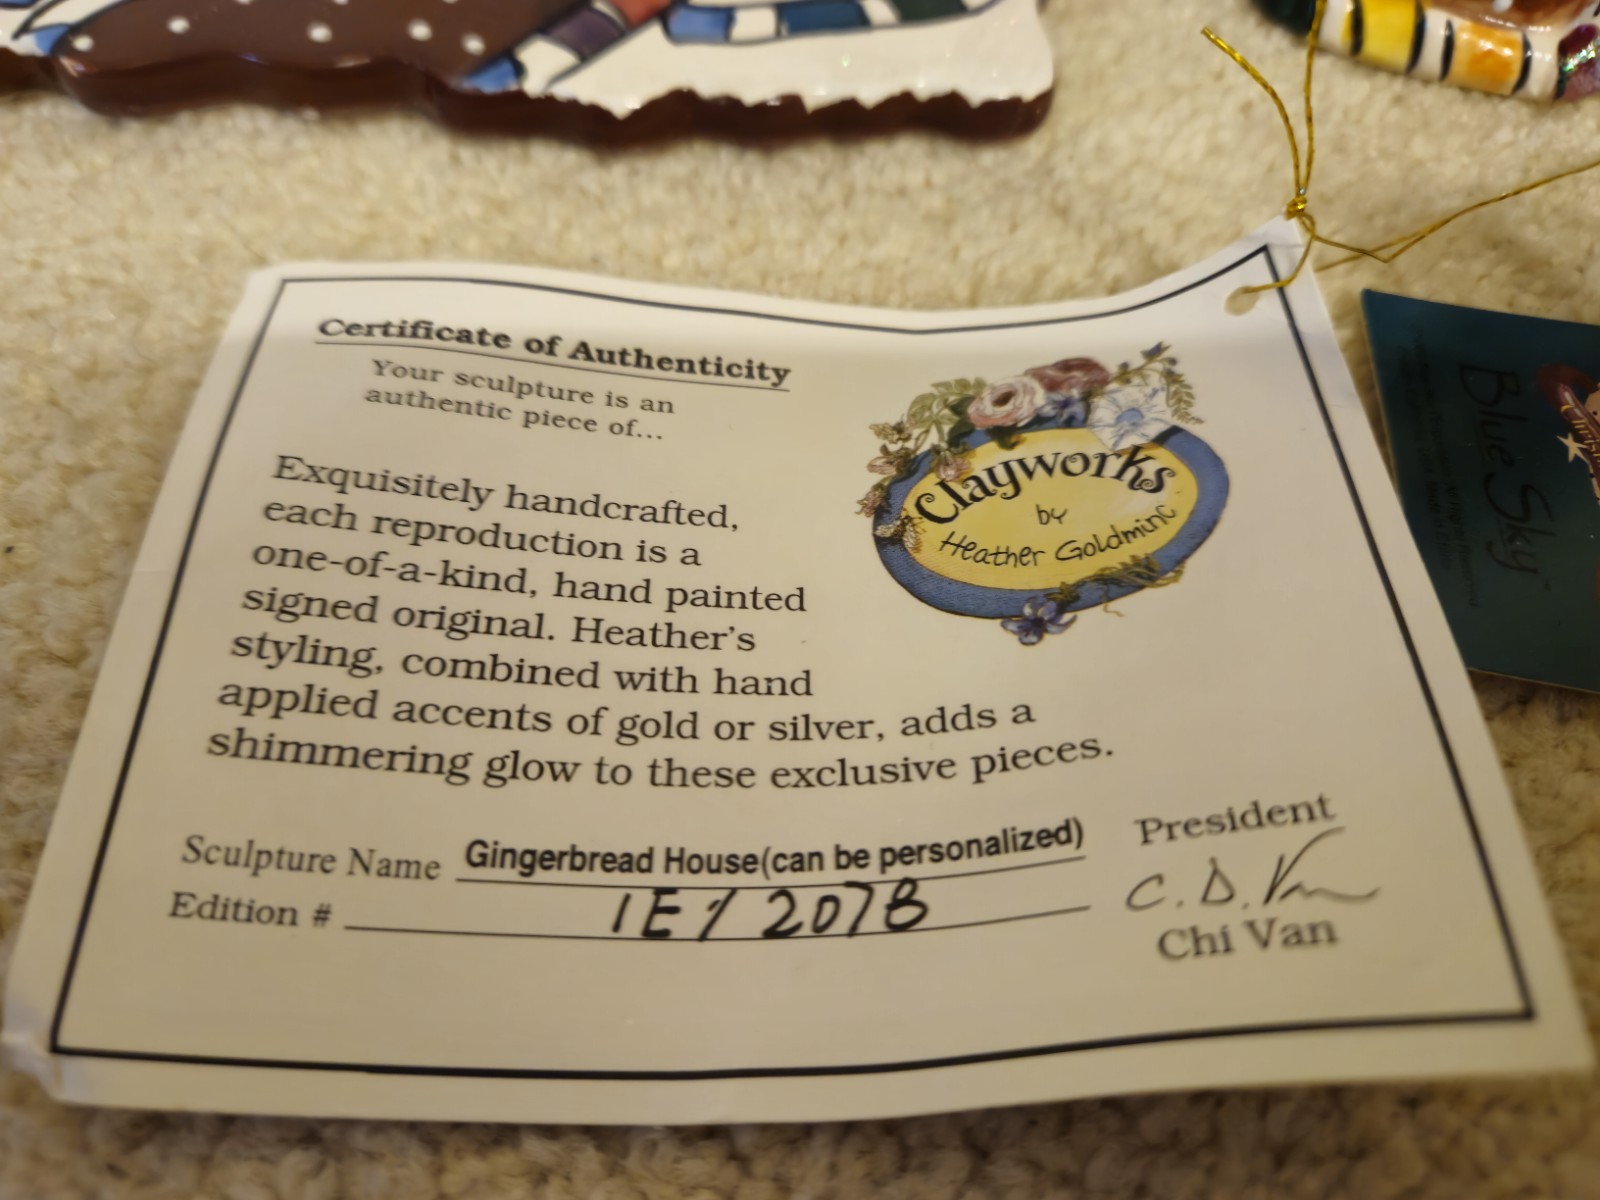 Certificate of Authenticity
Your sculpture is an
authentic piece of...
Clayworks
by
Heather Goldminc
Exquisitely handcrafted,
each reproduction is a
one-of-a-kind, hand painted
signed original. Heather's
styling, combined with hand
applied accents of gold or silver, adds a
shimmering glow to these exclusive pieces.
Sculpture Name Gingerbread House(can be personalized)
Edition # 1E/2078
President
C. D. Van
Chi Van
Blue Sky